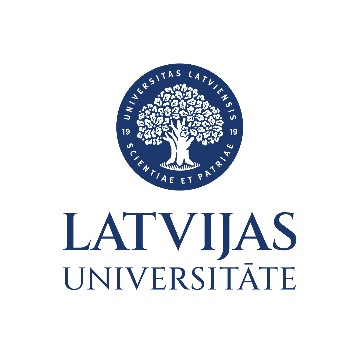 UNIVERSITAS LATVIENSIS
19 19
SCIENTIAE ET PATRIAE
LATVIJAS
UNIVERSITĀTE